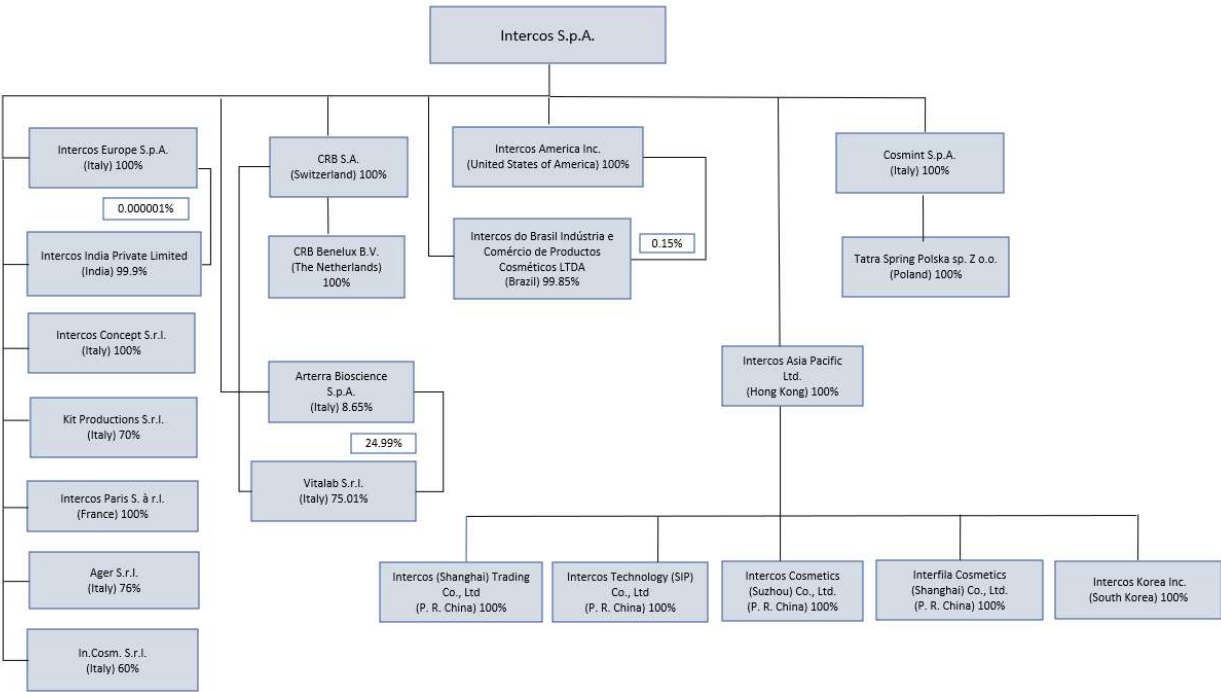 Intercos S.p.A.
Intercos Europe S.p.A.
(Italy) 100%
0.000001%
Intercos India Private Limited
(India) 99.9%
Intercos Concept S.r.l.
(Italy) 100%
Kit Productions S.r.l.
(Italy) 70%
Intercos Paris S. à r.l.
(France) 100%
Ager S.r.l.
(Italy) 76%
In.Cosm. S.r.l.
(Italy) 60%
CRB S.A.
(Switzerland) 100%
CRB Benelux B.V.
(The Netherlands)
100%
Arterra Bioscience
S.p.A.
(Italy) 8.65%
24.99%
Vitalab S.r.l.
(Italy) 75.01%
Intercos America Inc.
(United States of America) 100%
Intercos do Brasil Indústria e
Comércio de Productos
Cosméticos LTDA
(Brazil) 99.85%
0.15%
Cosmint S.p.A.
(Italy) 100%
Tatra Spring Polska sp. Z o.o.
(Poland) 100%
Intercos Asia Pacific
Ltd.
(Hong Kong) 100%
Intercos (Shanghai) Trading
Co., Ltd
(P. R. China) 100%
Intercos Technology (SIP)
Co., Ltd
(P. R. China) 100%
Intercos Cosmetics
(Suzhou) Co., Ltd.
(P. R. China) 100%
Interfila Cosmetics
(Shanghai) Co., Ltd.
(P. R. China) 100%
Intercos Korea Inc.
(South Korea) 100%